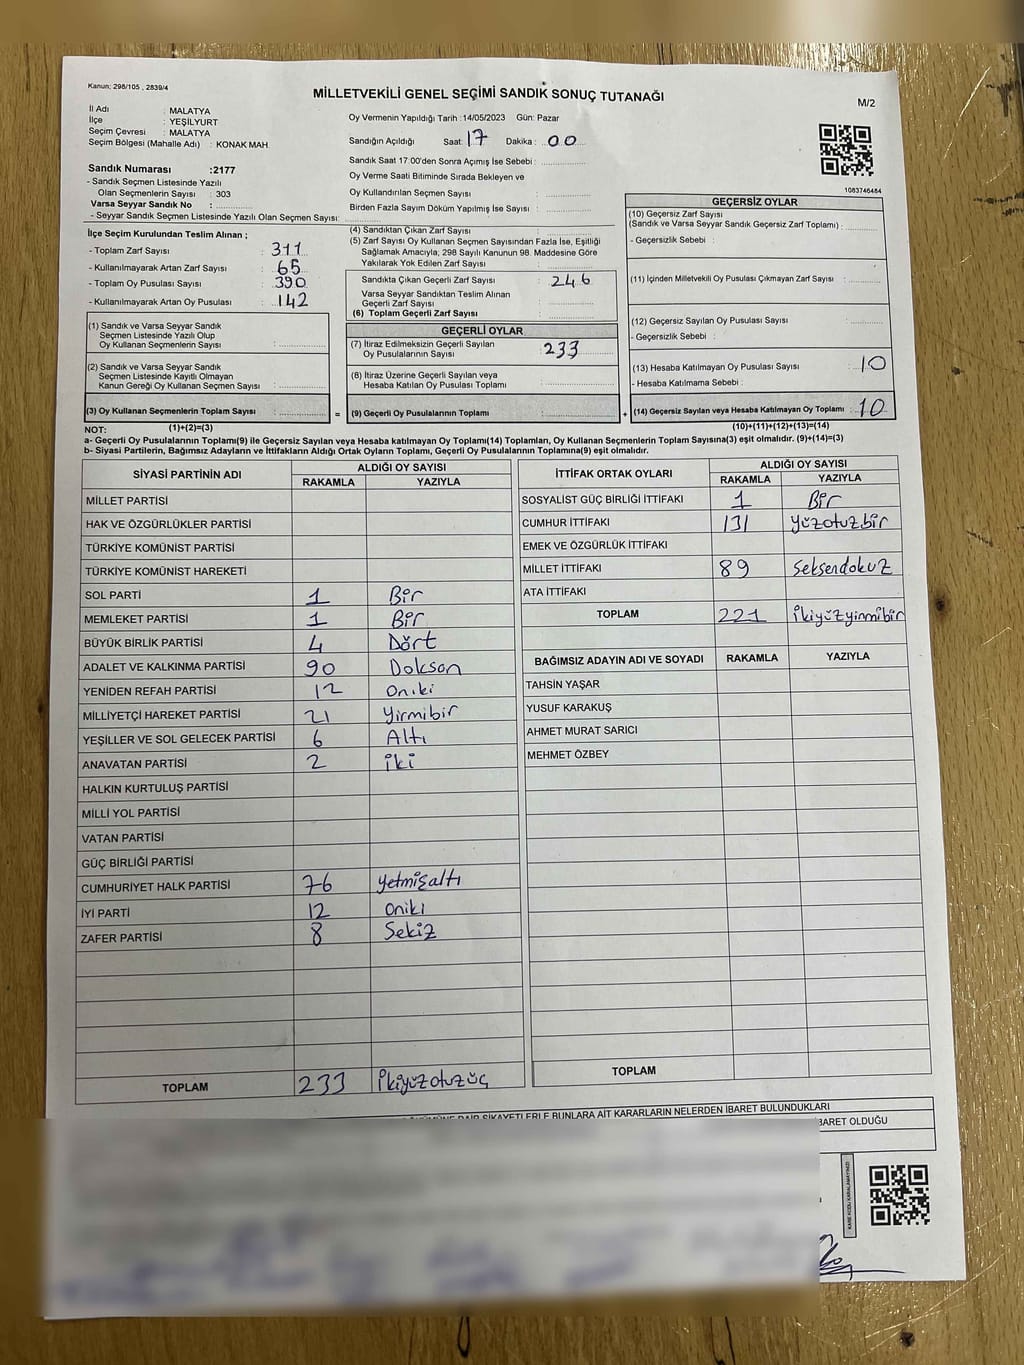 Kanun; 298/105 , 2839/4
MİLLETVEKİLİ GENEL SEÇİMİ SANDIK SONUÇ TUTANAĞI
M/2
İl Adı : MALATYA
İlçe : YEŞİLYURT
Seçim Çevresi : MALATYA
Seçim Bölgesi (Mahalle Adı) : KONAK MAH.
Sandık Numarası :2177
- Sandık Seçmen Listesinde Yazılı
Olan Seçmenlerin Sayısı : 303
Varsa Seyyar Sandık No :
- Seyyar Sandık Seçmen Listesinde Yazılı Olan Seçmen Sayısı:
Oy Vermenin Yapıldığı Tarih :14/05/2023 Gün: Pazar
Sandığın Açıldığı Saat: 17 Dakika : 00
Sandık Saat 17.00'den Sonra Açımış İse Sebebi :
Oy Verme Saati Bitiminde Sırada Bekleyen ve
Oy Kullandırılan Seçmen Sayısı :
Birden Fazla Sayım Döküm Yapılmış İse Sayısı :
1083746484
İlçe Seçim Kurulundan Teslim Alınan ;
- Toplam Zarf Sayısı : 311
- Kullanılmayarak Artan Zarf Sayısı : 65
- Toplam Oy Pusulası Sayısı : 390
- Kullanılmayarak Artan Oy Pusulası : 142
(1) Sandık ve Varsa Seyyar Sandık
Seçmen Listesinde Yazılı Olup
Oy Kullanan Seçmenlerin Sayısı :
(2) Sandık ve Varsa Seyyar Sandık
Seçmen Listesinde Kayıtlı Olmayan
Kanun Gereği Oy Kullanan Seçmen Sayısı :
(3) Oy Kullanan Seçmenlerin Toplam Sayısı :
(4) Sandıktan Çıkan Zarf Sayısı :
(5) Zarf Sayısı Oy Kullanan Seçmen Sayısından Fazla İse, Eşitliği
Sağlamak Amacıyla, 298 Sayılı Kanunun 98. Maddesine Göre
Yakılarak Yok Edilen Zarf Sayısı :
Sandıkta Çıkan Geçerli Zarf Sayısı : 246
Varsa Seyyar Sandıktan Teslim Alınan
Geçerli Zarf Sayısı :
(6) Toplam Geçerli Zarf Sayısı :
GEÇERLİ OYLAR
(7) İtiraz Edilmeksizin Geçerli Sayılan
Oy Pusulalarının Sayısı : 233
(8) İtiraz Üzerine Geçerli Sayılan veya
Hesaba Katılan Oy Pusulası Toplamı :
= (9) Geçerli Oy Pusulalarının Toplamı :
GEÇERSİZ OYLAR
(10) Geçersiz Zarf Sayısı
(Sandık ve Varsa Seyyar Sandık Geçersiz Zarf Toplamı) :
- Geçersizlik Sebebi :
(11) İçinden Milletvekili Oy Pusulası Çıkmayan Zarf Sayısı :
(12) Geçersiz Sayılan Oy Pusulası Sayısı :
- Geçersizlik Sebebi :
(13) Hesaba Katılmayan Oy Pusulası Sayısı : 10
- Hesaba Katılmama Sebebi :
+ (14) Geçersiz Sayılan veya Hesaba Katılmayan Oy Toplamı : 10
NOT: (1)+(2)=(3) (10)+(11)+(12)+(13)=(14)
a- Geçerli Oy Pusulalarının Toplamı(9) ile Geçersiz Sayılan veya Hesaba katılmayan Oy Toplamı(14) Toplamları, Oy Kullanan Seçmenlerin Toplam Sayısına(3) eşit olmalıdır. (9)+(14)=(3)
b- Siyasi Partilerin, Bağımsız Adayların ve İttifakların Aldığı Ortak Oyların Toplamı, Geçerli Oy Pusulalarının Toplamına(9) eşit olmalıdır.
SİYASİ PARTİNİN ADI
ALDIĞI OY SAYISI
RAKAMLA YAZIYLA
MİLLET PARTİSİ
HAK VE ÖZGÜRLÜKLER PARTİSİ
TÜRKİYE KOMÜNİST PARTİSİ
TÜRKİYE KOMÜNİST HAREKETİ
SOL PARTİ 1 Bir
MEMLEKET PARTİSİ 1 Bir
BÜYÜK BİRLİK PARTİSİ 4 Dört
ADALET VE KALKINMA PARTİSİ 90 Doksan
YENİDEN REFAH PARTİSİ 12 Oniki
MİLLİYETÇİ HAREKET PARTİSİ 21 Yirmibir
YEŞİLLER VE SOL GELECEK PARTİSİ 6 Altı
ANAVATAN PARTİSİ 2 İki
HALKIN KURTULUŞ PARTİSİ
MİLLİ YOL PARTİSİ
VATAN PARTİSİ
GÜÇ BİRLİĞİ PARTİSİ
CUMHURİYET HALK PARTİSİ 76 Yetmişaltı
İYİ PARTİ 12 Oniki
ZAFER PARTİSİ 8 Sekiz
TOPLAM 233 İkiyüzotuzüç
İTTİFAK ORTAK OYLARI
ALDIĞI OY SAYISI
RAKAMLA YAZIYLA
SOSYALİST GÜÇ BİRLİĞİ İTTİFAKI 1 Bir
CUMHUR İTTİFAKI 131 Yüzotuzbir
EMEK VE ÖZGÜRLÜK İTTİFAKI
MİLLET İTTİFAKI 89 Seksendokuz
ATA İTTİFAKI
TOPLAM 221 İkiyüzyirmibir
BAĞIMSIZ ADAYIN ADI VE SOYADI RAKAMLA YAZIYLA
TAHSİN YAŞAR
YUSUF KARAKUŞ
AHMET MURAT SARICI
MEHMET ÖZBEY
TOPLAM
DAİR ŞİKAYETLERLE BUNLARA AİT KARARLARIN NELERDEN İBARET BULUNDUKLARI
İBARET OLDUĞU
KARE KODU KARALAMAYINIZ!